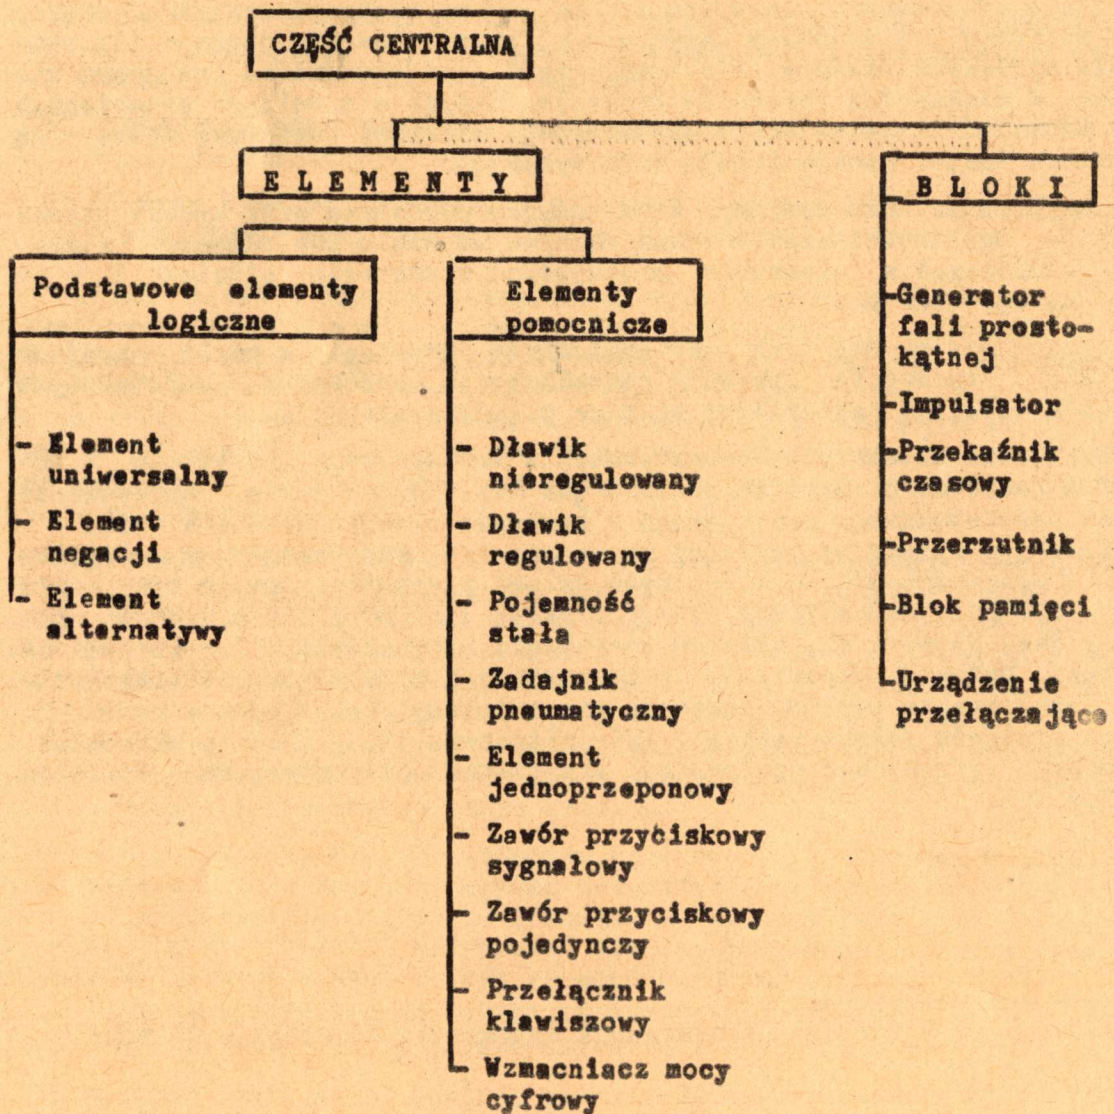 CZĘŚĆ CENTRALNA
ELEMENTY
BLOKI
Podstawowe elementy
logiczne
- Element
uniwersalny
- Element
negacji
- Element
alternatywy
Elementy
pomocnicze
- Dławik
nieregulowany
- Dławik
regulowany
- Pojemność
stała
- Zadajnik
pneumatyczny
- Element
jednoprzeponowy
- Zawór przyciskowy
sygnałowy
- Zawór przyciskowy
pojedynczy
- Przełącznik
klawiszowy
- Wzmacniacz mocy
cyfrowy
-Generator
fali prosto-
kątnej
-Impulsator
-Przekaźnik
czasowy
-Przerzutnik
-Blok pamięci
-Urządzenie
przełączające